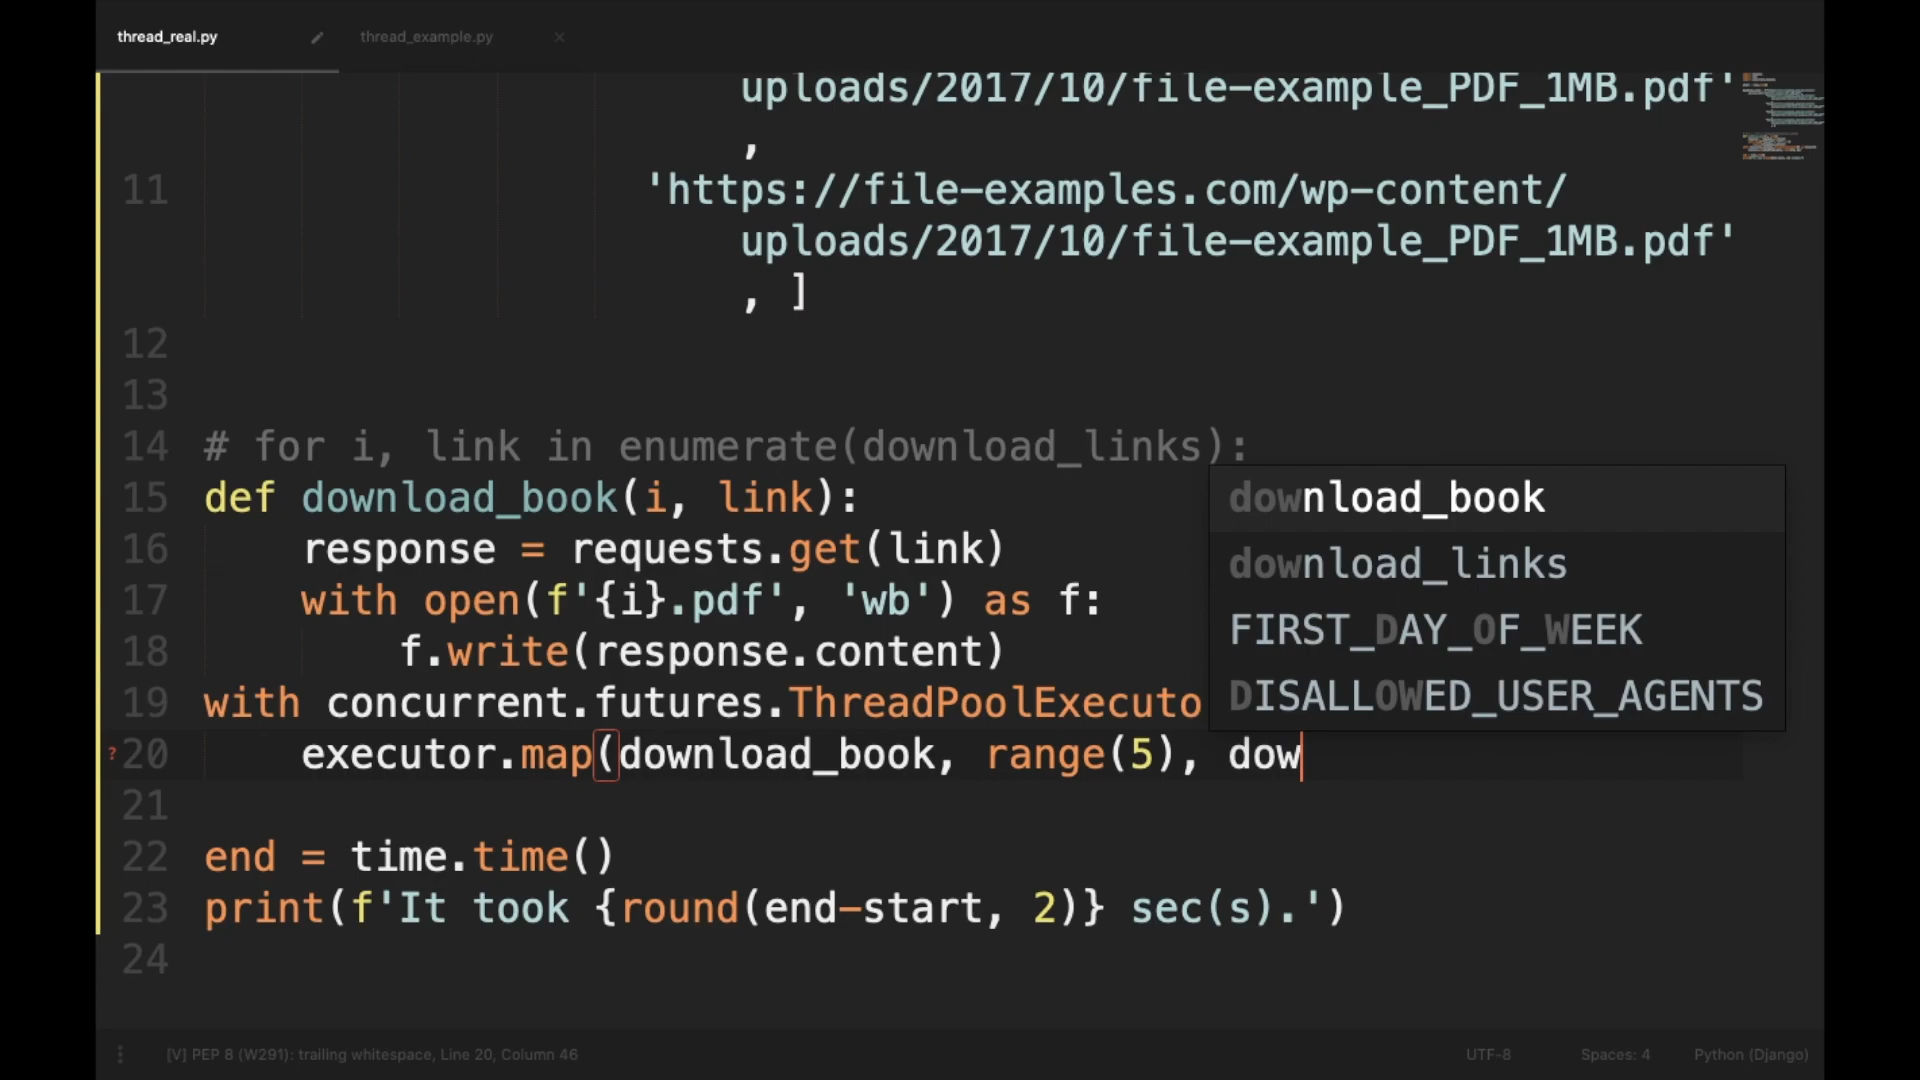 thread_real.py
thread_example.py
uploads/2017/10/file-example_PDF_1MB.pdf'
,
11 'https://file-examples.com/wp-content/
uploads/2017/10/file-example_PDF_1MB.pdf'
, ]
12
13
14 # for i, link in enumerate(download_links):
15 def download_book(i, link):
16 response = requests.get(link)
17 with open(f'{i}.pdf', 'wb') as f:
18 f.write(response.content)
19 with concurrent.futures.ThreadPoolExecuto
? 20 executor.map(download_book, range(5), dow
21
22 end = time.time()
23 print(f'It took {round(end-start, 2)} sec(s).')
24
download_book
download_links
FIRST_DAY_OF_WEEK
DISALLOWED_USER_AGENTS
[V] PEP 8 (W291): trailing whitespace, Line 20, Column 46
UTF-8
Spaces: 4
Python (Django)